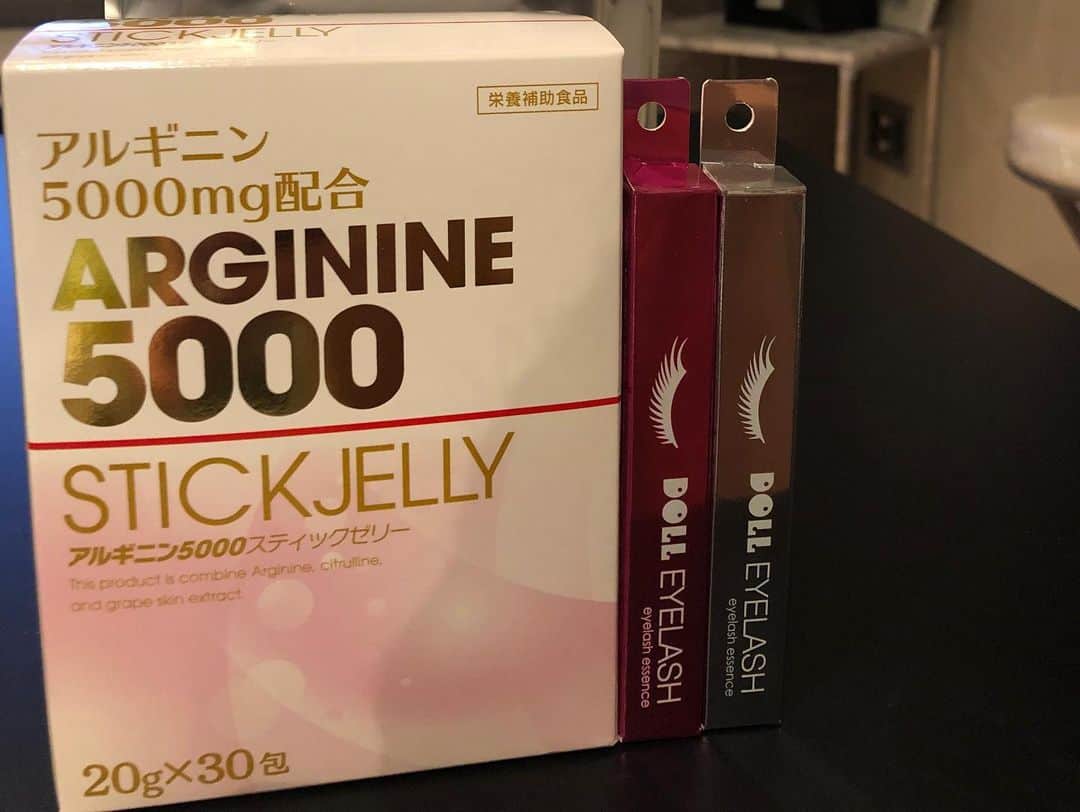 STICKJELLY
栄養補助食品
アルギニン
5000mg配合
ARGININE
5000
STICKJELLY
アルギニン5000スティックゼリー
This product is combine Arginine, citrulline,
and grape skin extract.
20g×30包
DOLL EYELASH
eyelash essence
DOLL EYELASH
eyelash essence